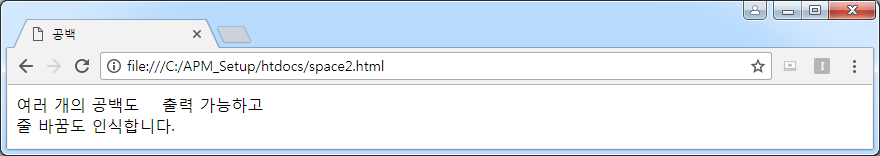 공백
file:///C:/APM_Setup/htdocs/space2.html
여러 개의 공백도    출력 가능하고
줄 바꿈도 인식합니다.